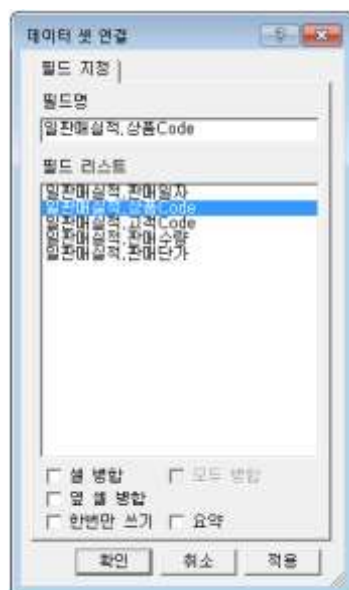 데이터 셋 연결
필드 지정
필드명
일판매실적.상품Code
필드 리스트
일판매실적.판매일자
일판매실적.상품Code
일판매실적.고객Code
일판매실적.판매수량
일판매실적.판매단가
셀 병합 모두 병합
옆 셀 병합
한번만 쓰기 요약
확인 취소 적용